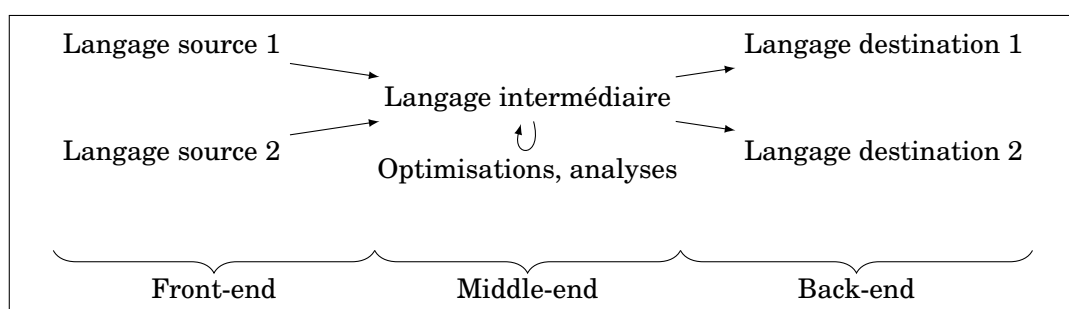 Langage source 1
Langage destination 1
Langage intermédiaire
Langage source 2
Langage destination 2
Optimisations, analyses
Front-end
Middle-end
Back-end